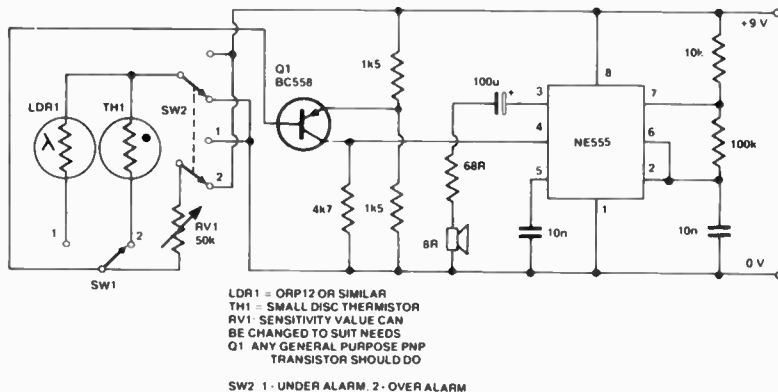 +9 V
Q1
BC558
1k5
10k
100u
+
8
3
7
LDR1
TH1
SW2
λ
1
4
6
NE555
100k
68R
5
2
2
4k7
1k5
1
RV1
50k
8R
10n
10n
1
2
SW1
0 V
LDR1 = ORP12 OR SIMILAR
TH1 = SMALL DISC THERMISTOR
RV1· SENSITIVITY VALUE CAN
BE CHANGED TO SUIT NEEDS
Q1 ANY GENERAL PURPOSE PNP
TRANSISTOR SHOULD DO
SW2 1 - UNDER ALARM, 2 - OVER ALARM